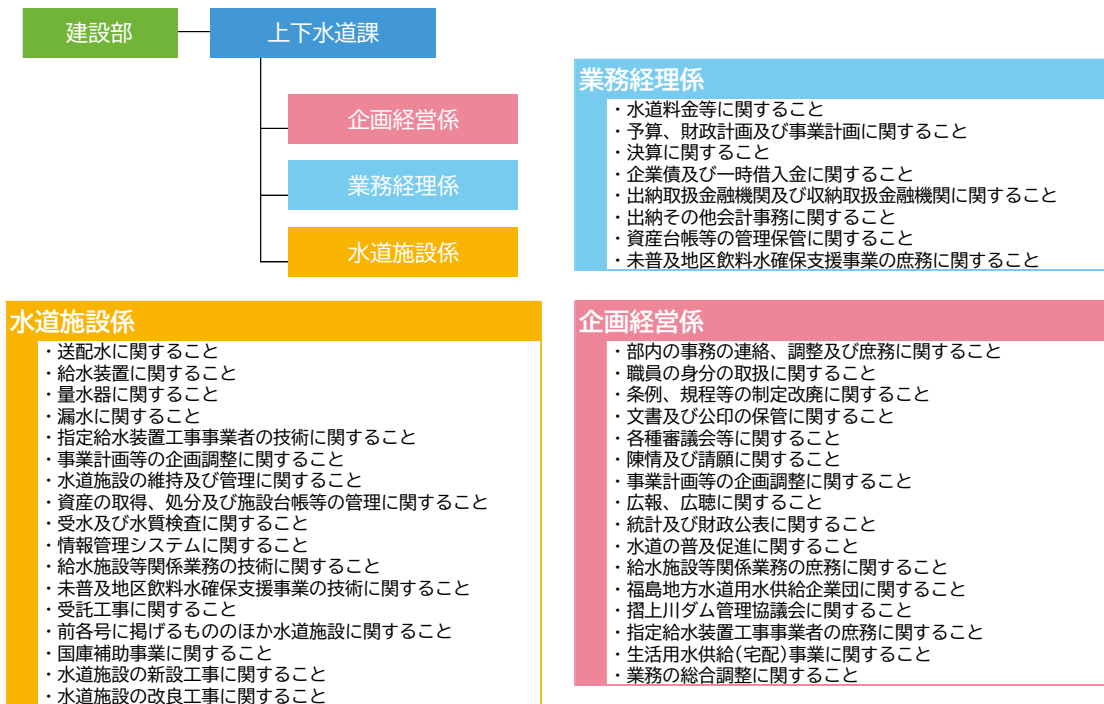 建設部
上下水道課
企画経営係
業務経理係
水道施設係
業務経理係
・水道料金等に関すること
・予算、財政計画及び事業計画に関すること
・決算に関すること
・企業債及び一時借入金に関すること
・出納取扱金融機関及び収納取扱金融機関に関すること
・出納その他会計事務に関すること
・資産台帳等の管理保管に関すること
・未普及地区飲料水確保支援事業の庶務に関すること
水道施設係
・送配水に関すること
・給水装置に関すること
・量水器に関すること
・漏水に関すること
・指定給水装置工事事業者の技術に関すること
・事業計画等の企画調整に関すること
・水道施設の維持及び管理に関すること
・資産の取得、処分及び施設台帳等の管理に関すること
・受水及び水質検査に関すること
・情報管理システムに関すること
・給水施設等関係業務の技術に関すること
・未普及地区飲料水確保支援事業の技術に関すること
・受託工事に関すること
・前各号に掲げるもののほか水道施設に関すること
・国庫補助事業に関すること
・水道施設の新設工事に関すること
・水道施設の改良工事に関すること
企画経営係
・部内の事務の連絡、調整及び庶務に関すること
・職員の身分の取扱に関すること
・条例、規程等の制定改廃に関すること
・文書及び公印の保管に関すること
・各種審議会等に関すること
・陳情及び請願に関すること
・事業計画等の企画調整に関すること
・広報、広聴に関すること
・統計及び財政公表に関すること
・水道の普及促進に関すること
・給水施設等関係業務の庶務に関すること
・福島地方水道用水供給企業団に関すること
・摺上川ダム管理協議会に関すること
・指定給水装置工事事業者の庶務に関すること
・生活用水供給(宅配)事業に関すること
・業務の総合調整に関すること